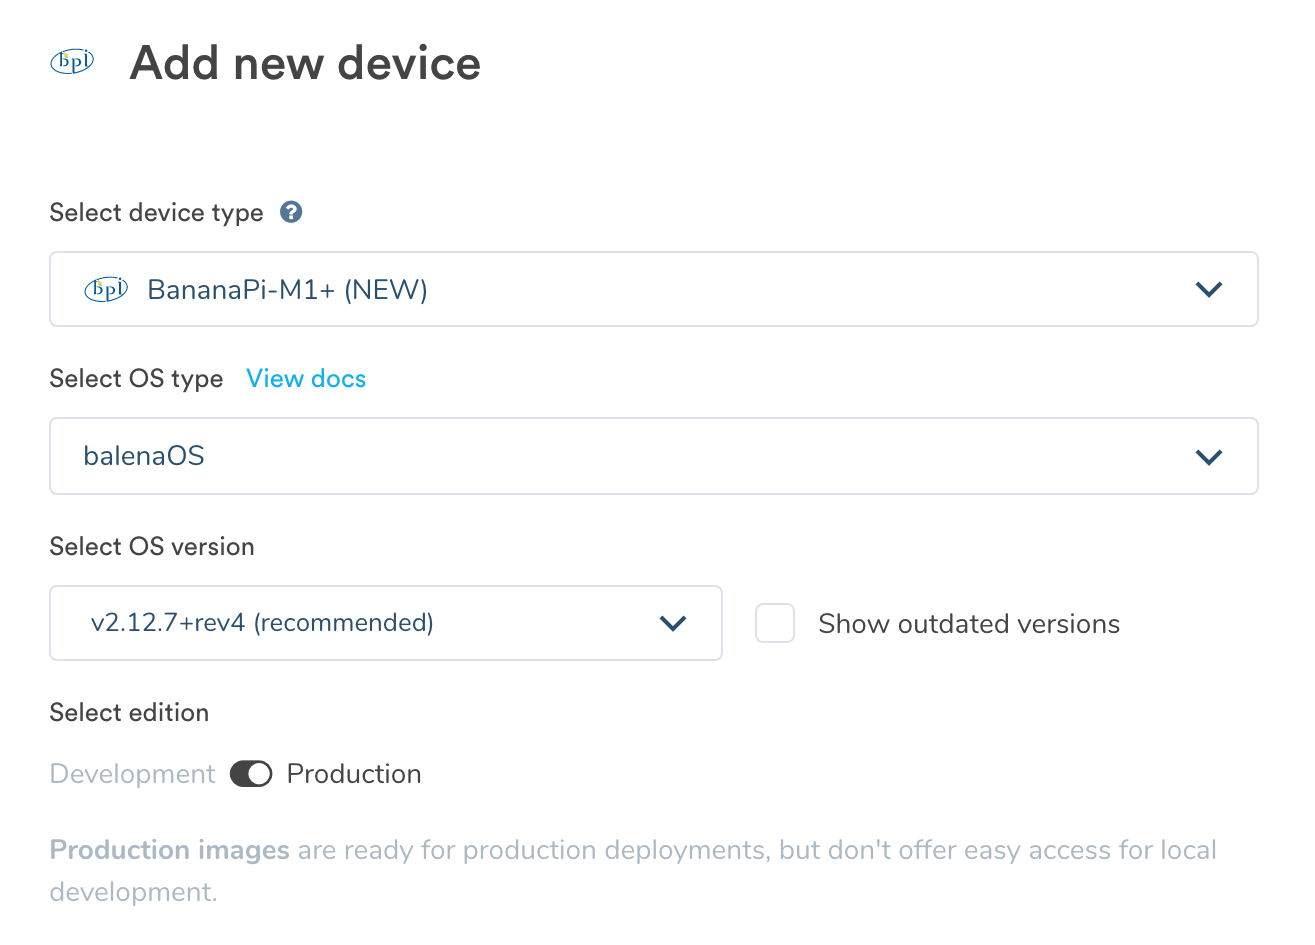 bpi Add new device
Select device type ?
bpi BananaPi-M1+ (NEW)
Select OS type View docs
balenaOS
Select OS version
v2.12.7+rev4 (recommended) Show outdated versions
Select edition
Development Production
Production images are ready for production deployments, but don't offer easy access for local
development.